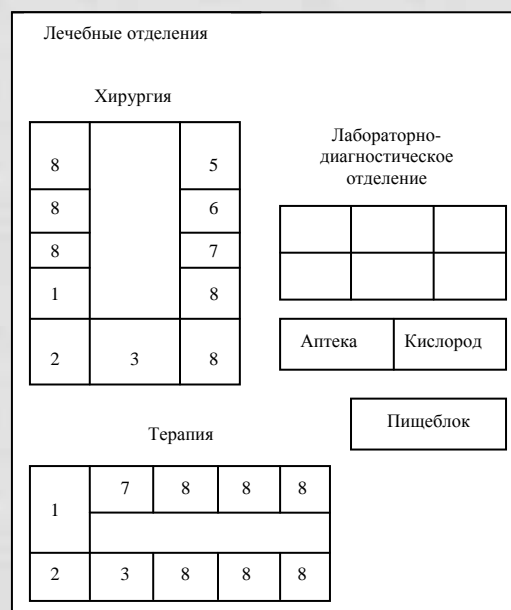 Лечебные отделения
Хирургия
8 5
8 6
8 7
1 8
2 3 8
Лабораторно-
диагностическое
отделение
Аптека Кислород
Пищеблок
Терапия
1 7 8 8 8
2 3 8 8 8